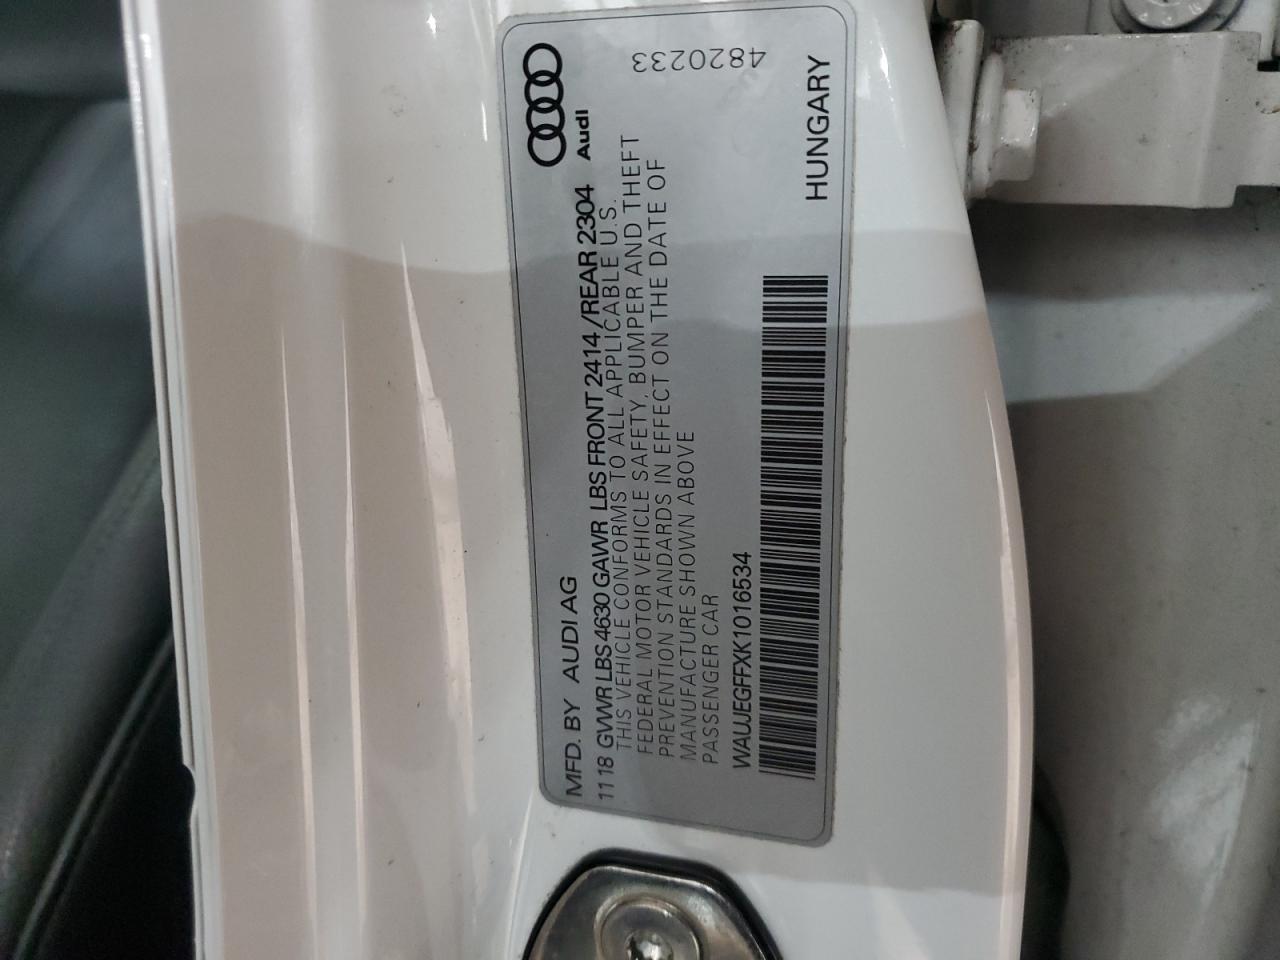 Audi
4820233
MFD. BY AUDI AG
11 18 GVWR LBS 4630 GAWR LBS FRONT 2414/REAR 2304
THIS VEHICLE CONFORMS TO ALL APPLICABLE U.S.
FEDERAL MOTOR VEHICLE SAFETY, BUMPER AND THEFT
PREVENTION STANDARDS IN EFFECT ON THE DATE OF
MANUFACTURE SHOWN ABOVE
PASSENGER CAR
WAUJEGFFXK1016534
HUNGARY